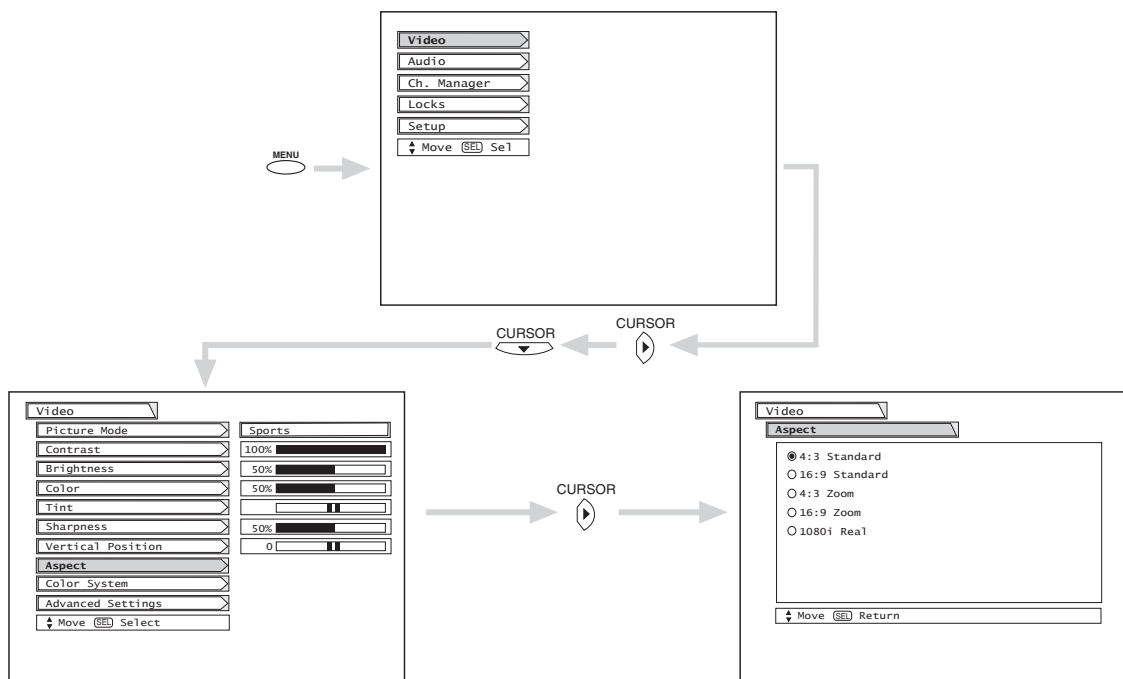 Video
Audio
Ch. Manager
Locks
Setup
Move SEL Sel
MENU
CURSOR
CURSOR
Video
Picture Mode Sports
Contrast 100%
Brightness 50%
Color 50%
Tint
Sharpness 50%
Vertical Position 0
Aspect
Color System
Advanced Settings
Move SEL Select
CURSOR
Video
Aspect
4:3 Standard
16:9 Standard
4:3 Zoom
16:9 Zoom
1080i Real
Move SEL Return